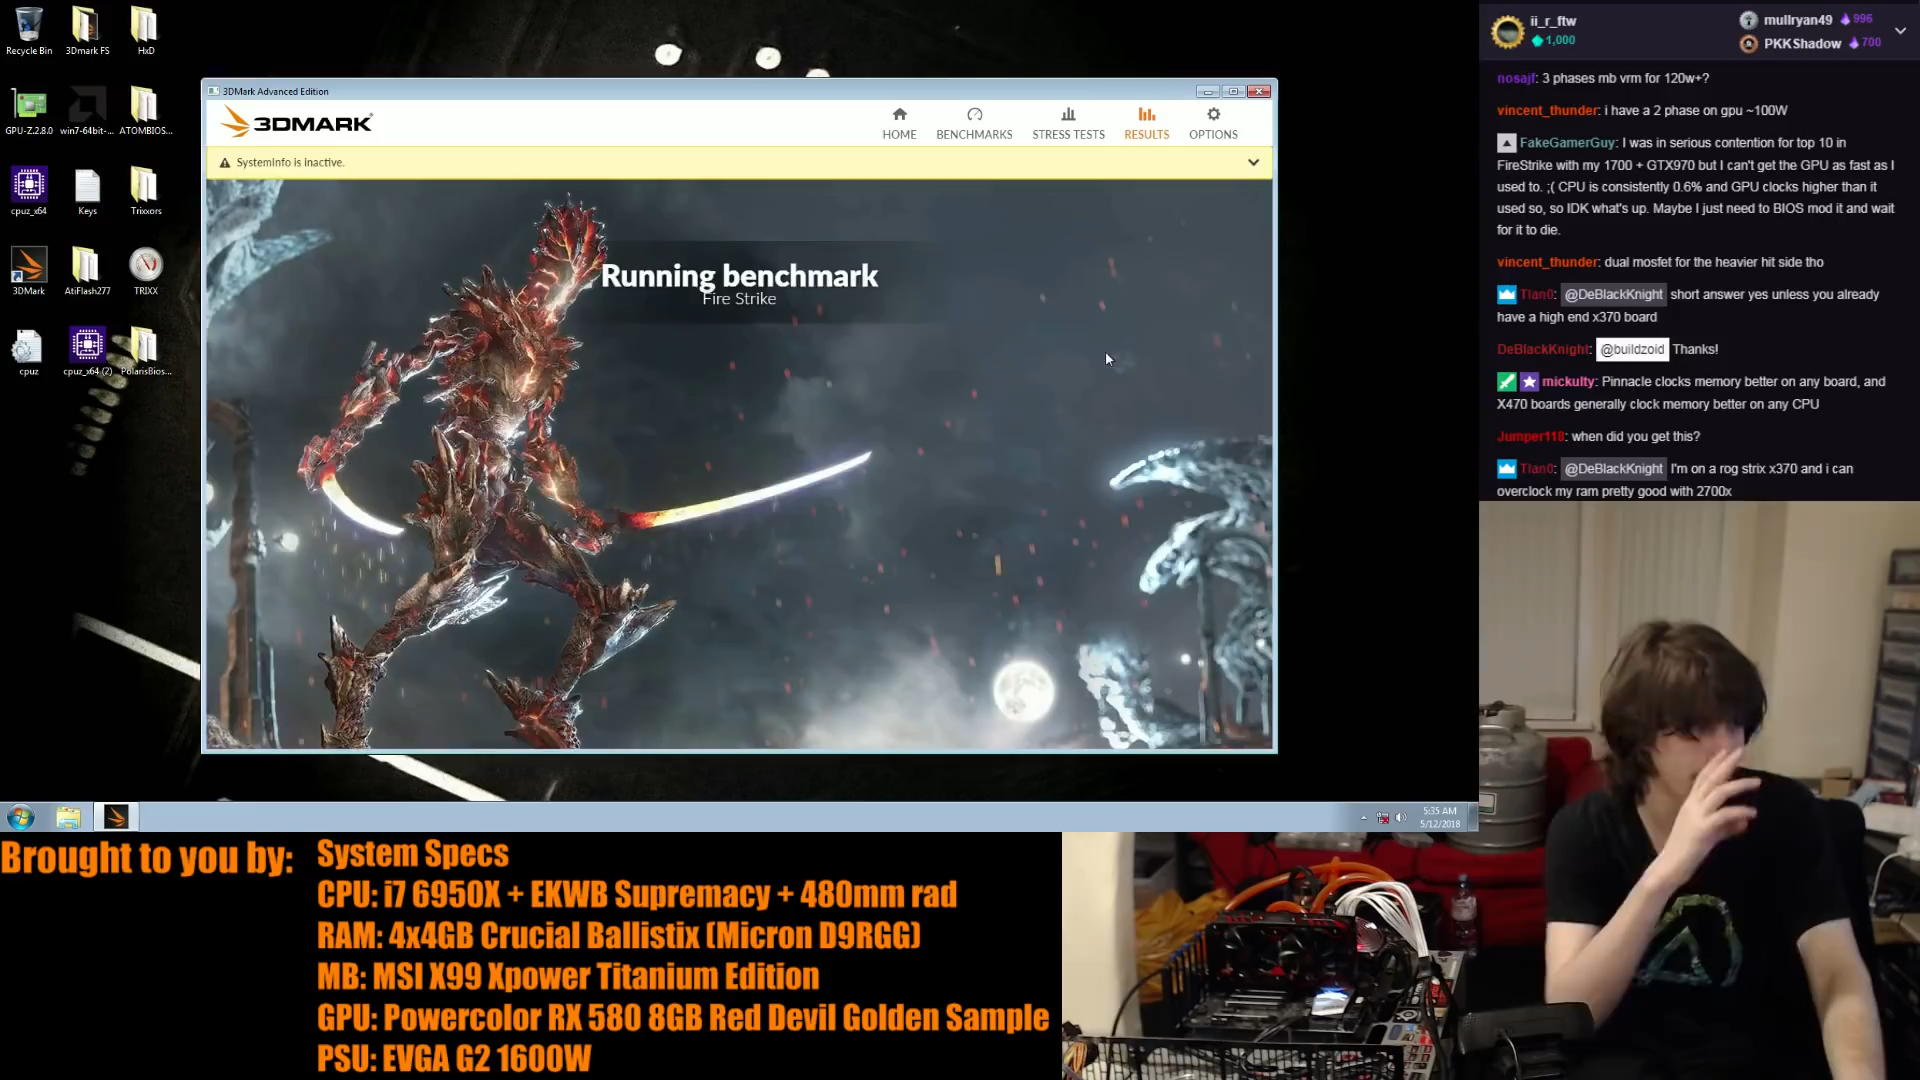 Recycle Bin
3Dmark FS
HxD
GPU-Z.2.8.0
win7-64bit-...
ATOMBIOS...
cpuz_x64
Keys
Trixxors
3DMark
AtiFlash277
TRIXX
cpuz
cpuz_x64 (2)
PolarisBios...
3DMark Advanced Edition
3DMARK
HOME
BENCHMARKS
STRESS TESTS
RESULTS
OPTIONS
SystemInfo is inactive.
Running benchmark
Fire Strike
5:35 AM
5/12/2018
ii_r_ftw
1,000
mullryan49 996
PKKShadow 700
nosajf: 3 phases mb vrm for 120w+?
vincent_thunder: i have a 2 phase on gpu ~100W
FakeGamerGuy: I was in serious contention for top 10 in
FireStrike with my 1700 + GTX970 but I can't get the GPU as fast as I
used to. ;( CPU is consistently 0.6% and GPU clocks higher than it
used so, so IDK what's up. Maybe I just need to BIOS mod it and wait
for it to die.
vincent_thunder: dual mosfet for the heavier hit side tho
Tlan0: @DeBlackKnight short answer yes unless you already
have a high end x370 board
DeBlackKnight: @buildzoid Thanks!
mickulty: Pinnacle clocks memory better on any board, and
X470 boards generally clock memory better on any CPU
Jumper118: when did you get this?
Tlan0: @DeBlackKnight I'm on a rog strix x370 and i can
overclock my ram pretty good with 2700x
Brought to you by:
System Specs
CPU: i7 6950X + EKWB Supremacy + 480mm rad
RAM: 4x4GB Crucial Ballistix (Micron D9RGG)
MB: MSI X99 Xpower Titanium Edition
GPU: Powercolor RX 580 8GB Red Devil Golden Sample
PSU: EVGA G2 1600W